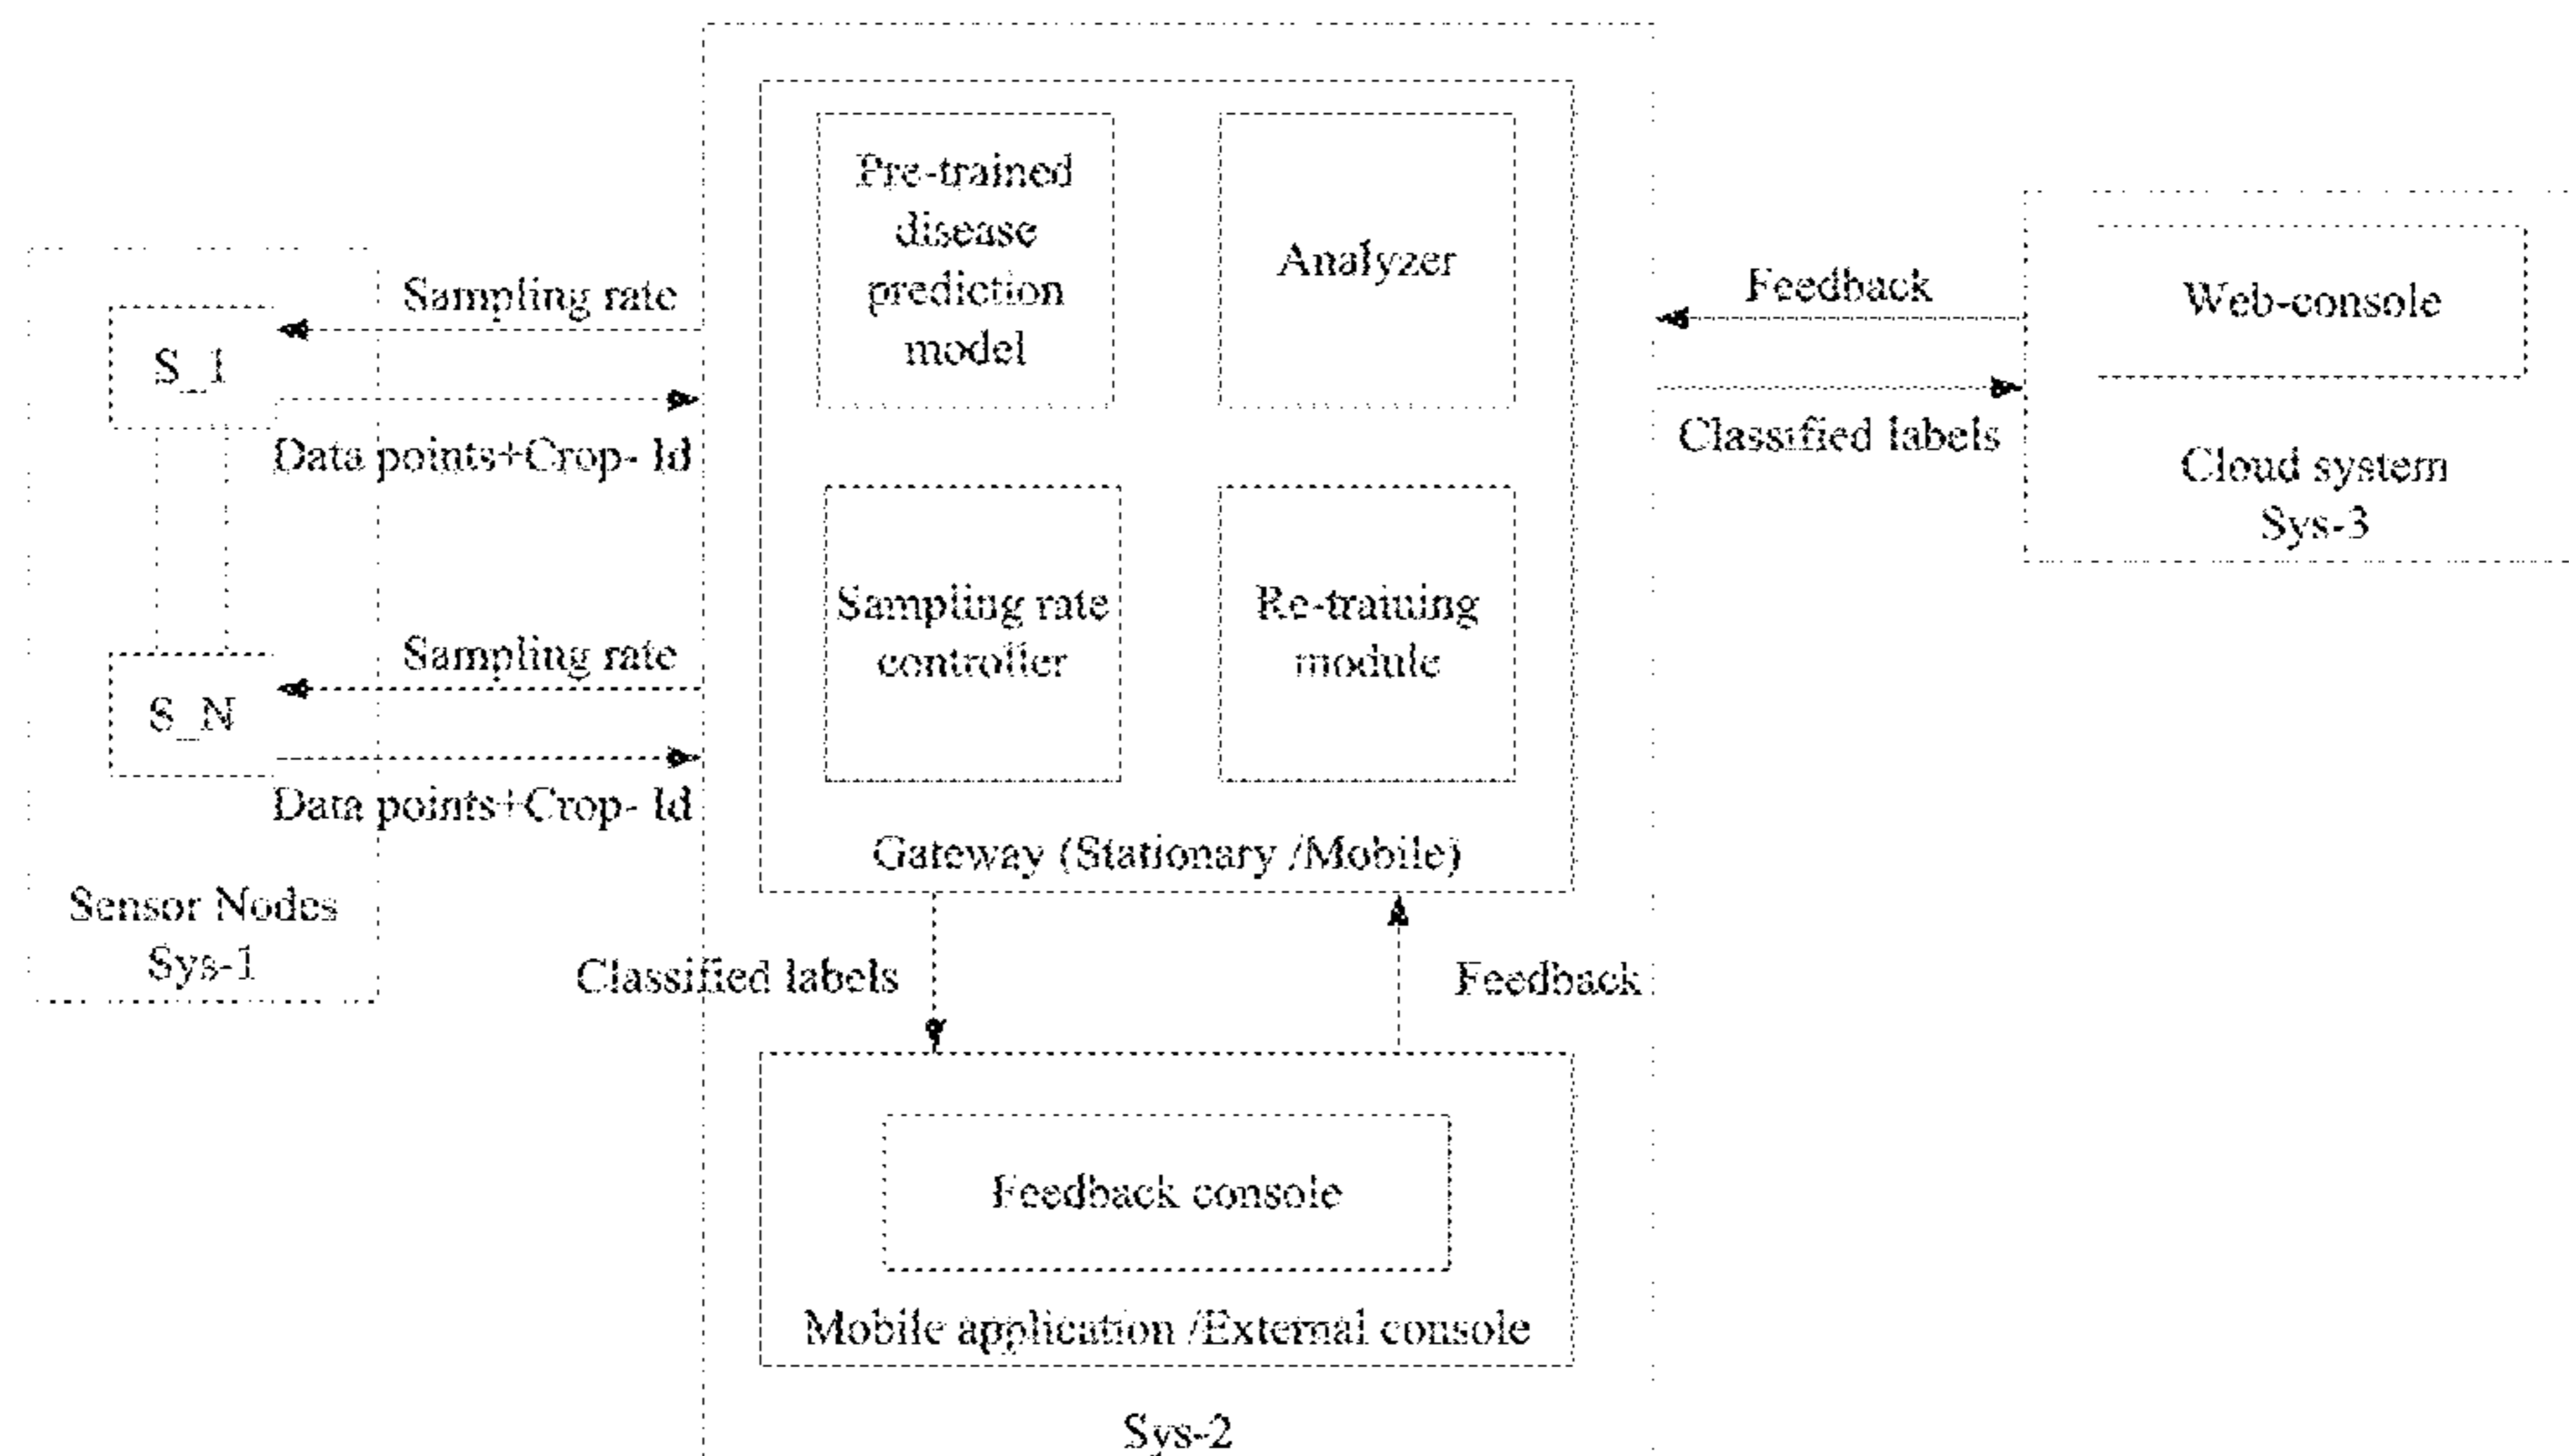 Pre-trained
disease
prediction
model
Analyzer
Sampling rate
S_1
Data points+Crop- Id
Feedback
Web-console
Classified labels
Cloud system
Sys-3
Sampling rate
controller
Re-training
module
Sampling rate
S_N
Data points+Crop- Id
Gateway (Stationary /Mobile)
Sensor Nodes
Sys-1
Classified labels
Feedback
Feedback console
Mobile application /External console
Sys-2